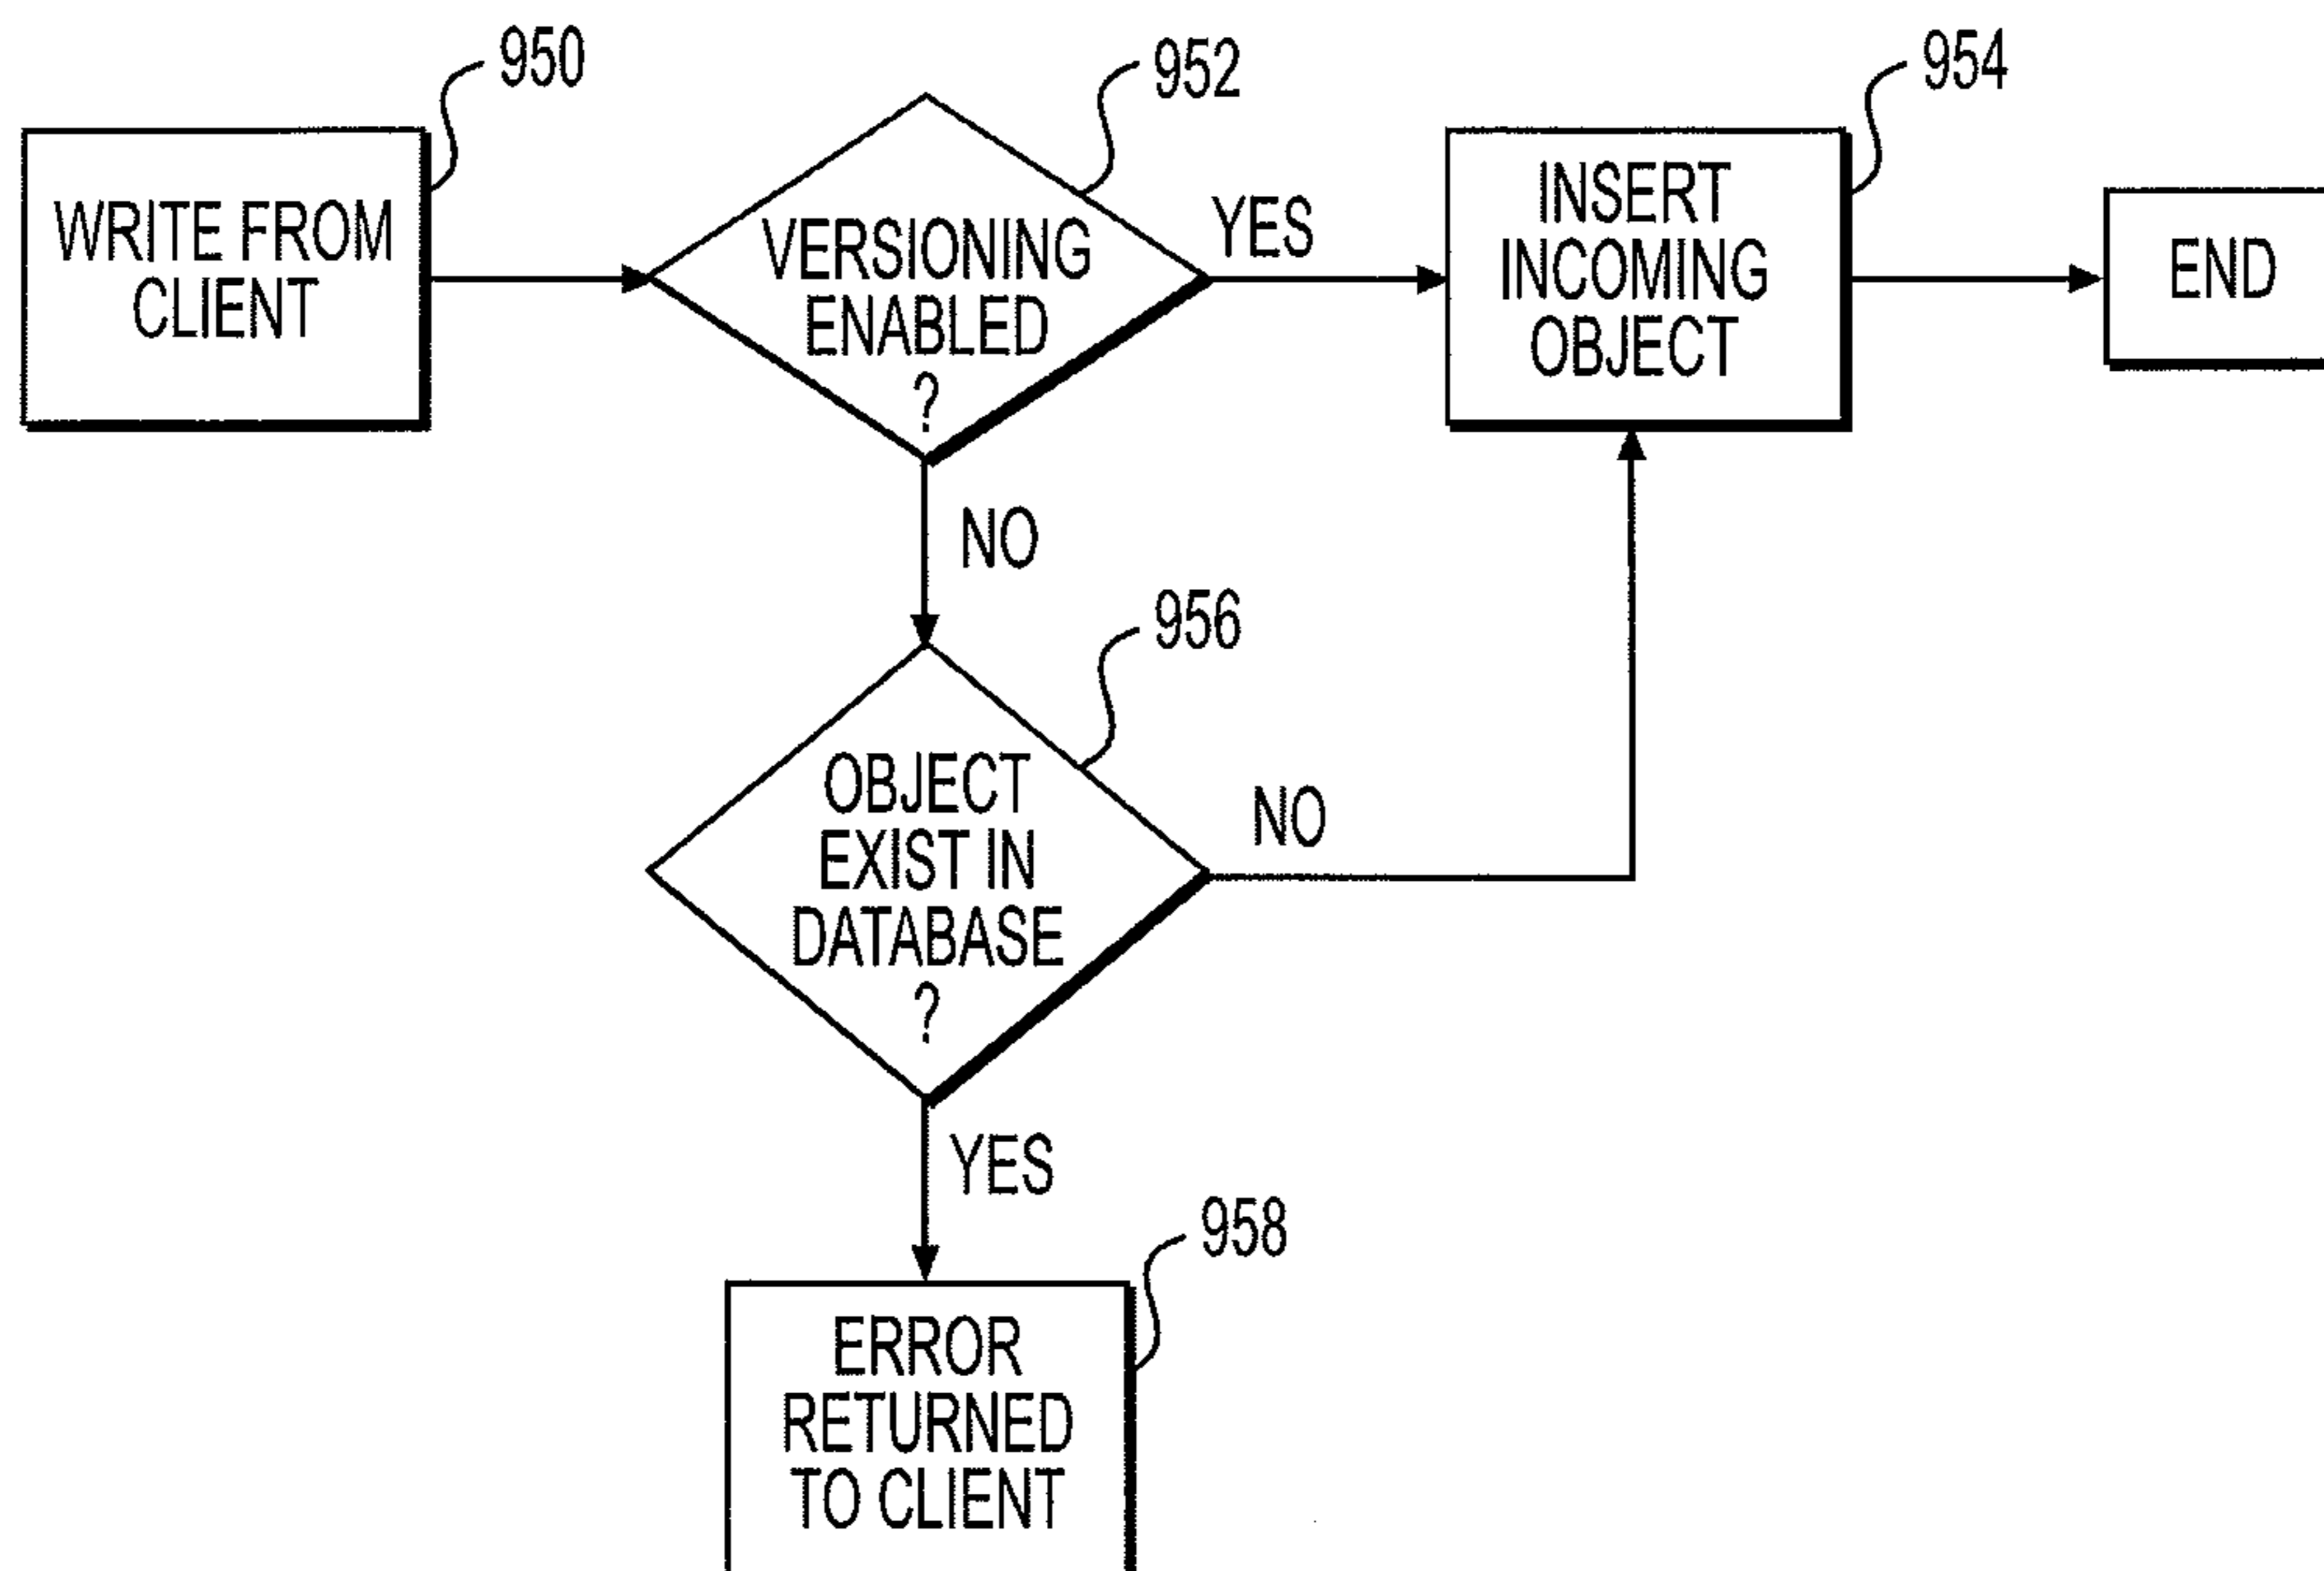 950
WRITE FROM
CLIENT
952
VERSIONING
ENABLED
?
YES
954
INSERT
INCOMING
OBJECT
END
NO
956
OBJECT
EXIST IN
DATABASE
?
NO
YES
958
ERROR
RETURNED
TO CLIENT